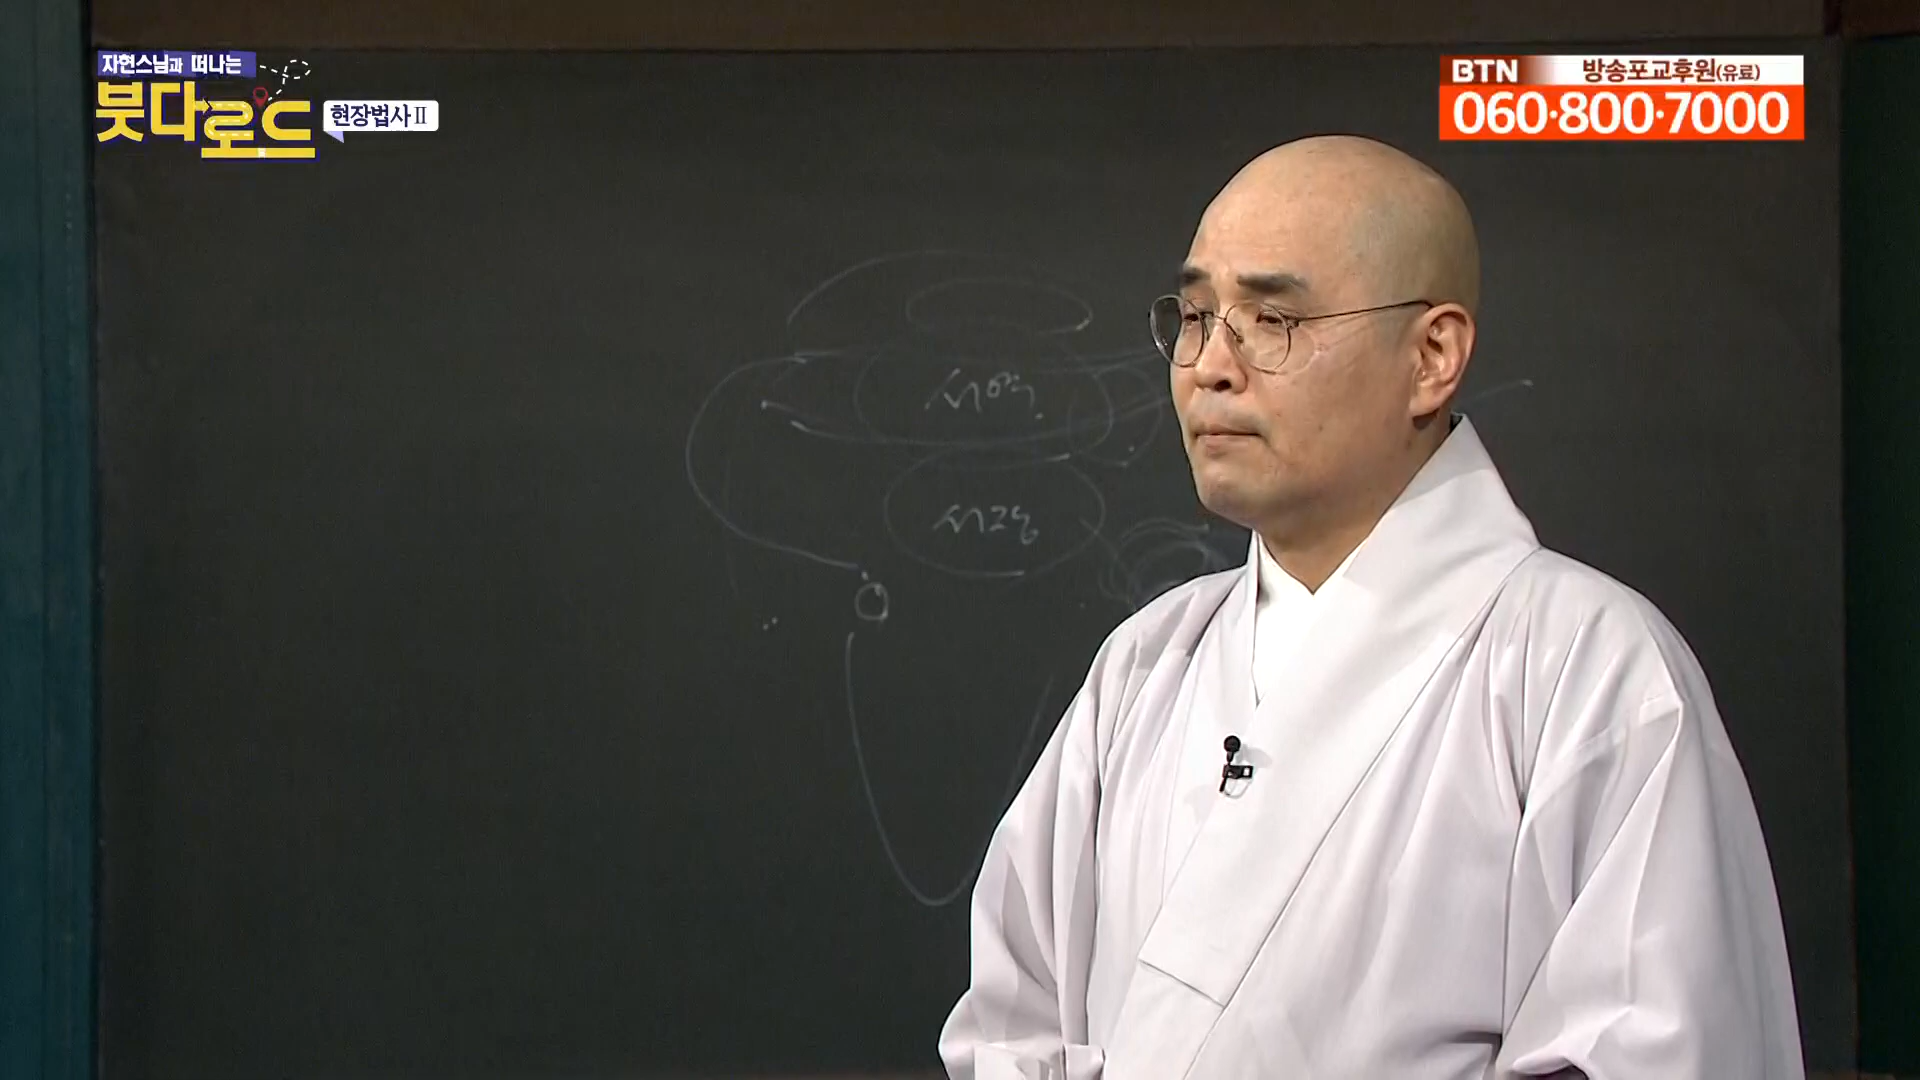 자현스님과 떠나는
붓다로드
현장법사Ⅱ
BTN 방송포교후원(유료)
060·800·7000
서역
서장